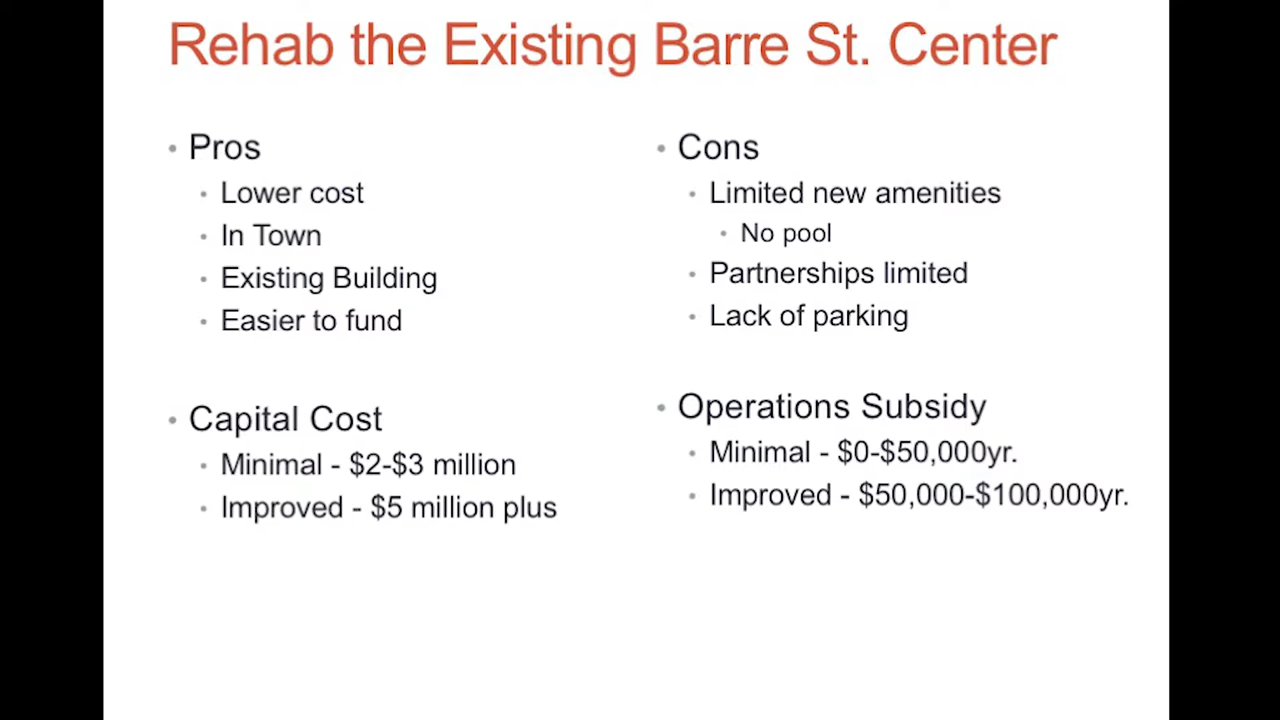 Rehab the Existing Barre St. Center
• Pros
• Lower cost
• In Town
• Existing Building
• Easier to fund
• Capital Cost
• Minimal - $2-$3 million
• Improved - $5 million plus
• Cons
• Limited new amenities
• No pool
• Partnerships limited
• Lack of parking
• Operations Subsidy
• Minimal - $0-$50,000yr.
• Improved - $50,000-$100,000yr.